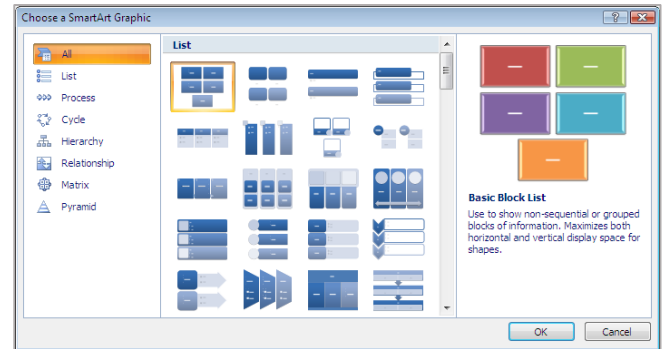 Choose a SmartArt Graphic
All
List
Process
Cycle
Hierarchy
Relationship
Matrix
Pyramid
List
Basic Block List
Use to show non-sequential or grouped
blocks of information. Maximizes both
horizontal and vertical display space for
shapes.
OK
Cancel